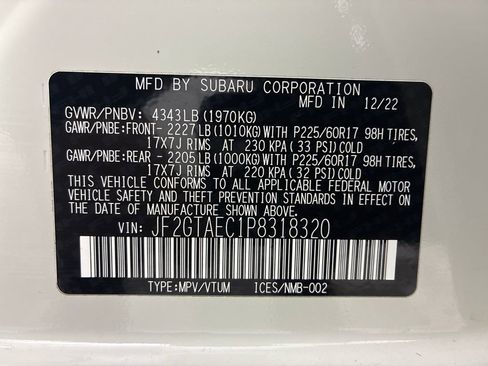 MFD BY SUBARU CORPORATION
MFD IN 12/22
GVWR/PNBV: 4343LB (1970KG)
GAWR/PNBE:FRONT- 2227LB(1010KG)WITH P225/60R17 98H TIRES,
17X7J RIMS AT 230 KPA(33 PSI)COLD
GAWR/PNBE:REAR - 2205LB(1000KG)WITH P225/60R17 98H TIRES,
17X7J RIMS AT 220 KPA(32 PSI)COLD
THIS VEHICLE CONFORMS TO ALL APPLICABLE FEDERAL MOTOR
VEHICLE SAFETY AND BUMPER STANDARDS IN EFFECT ON
THE DATE OF MANUFACTURE SHOWN ABOVE.
VIN: JF2GTAEC1P8318320
TYPE:MPV/VTUM ICES/NMB-002